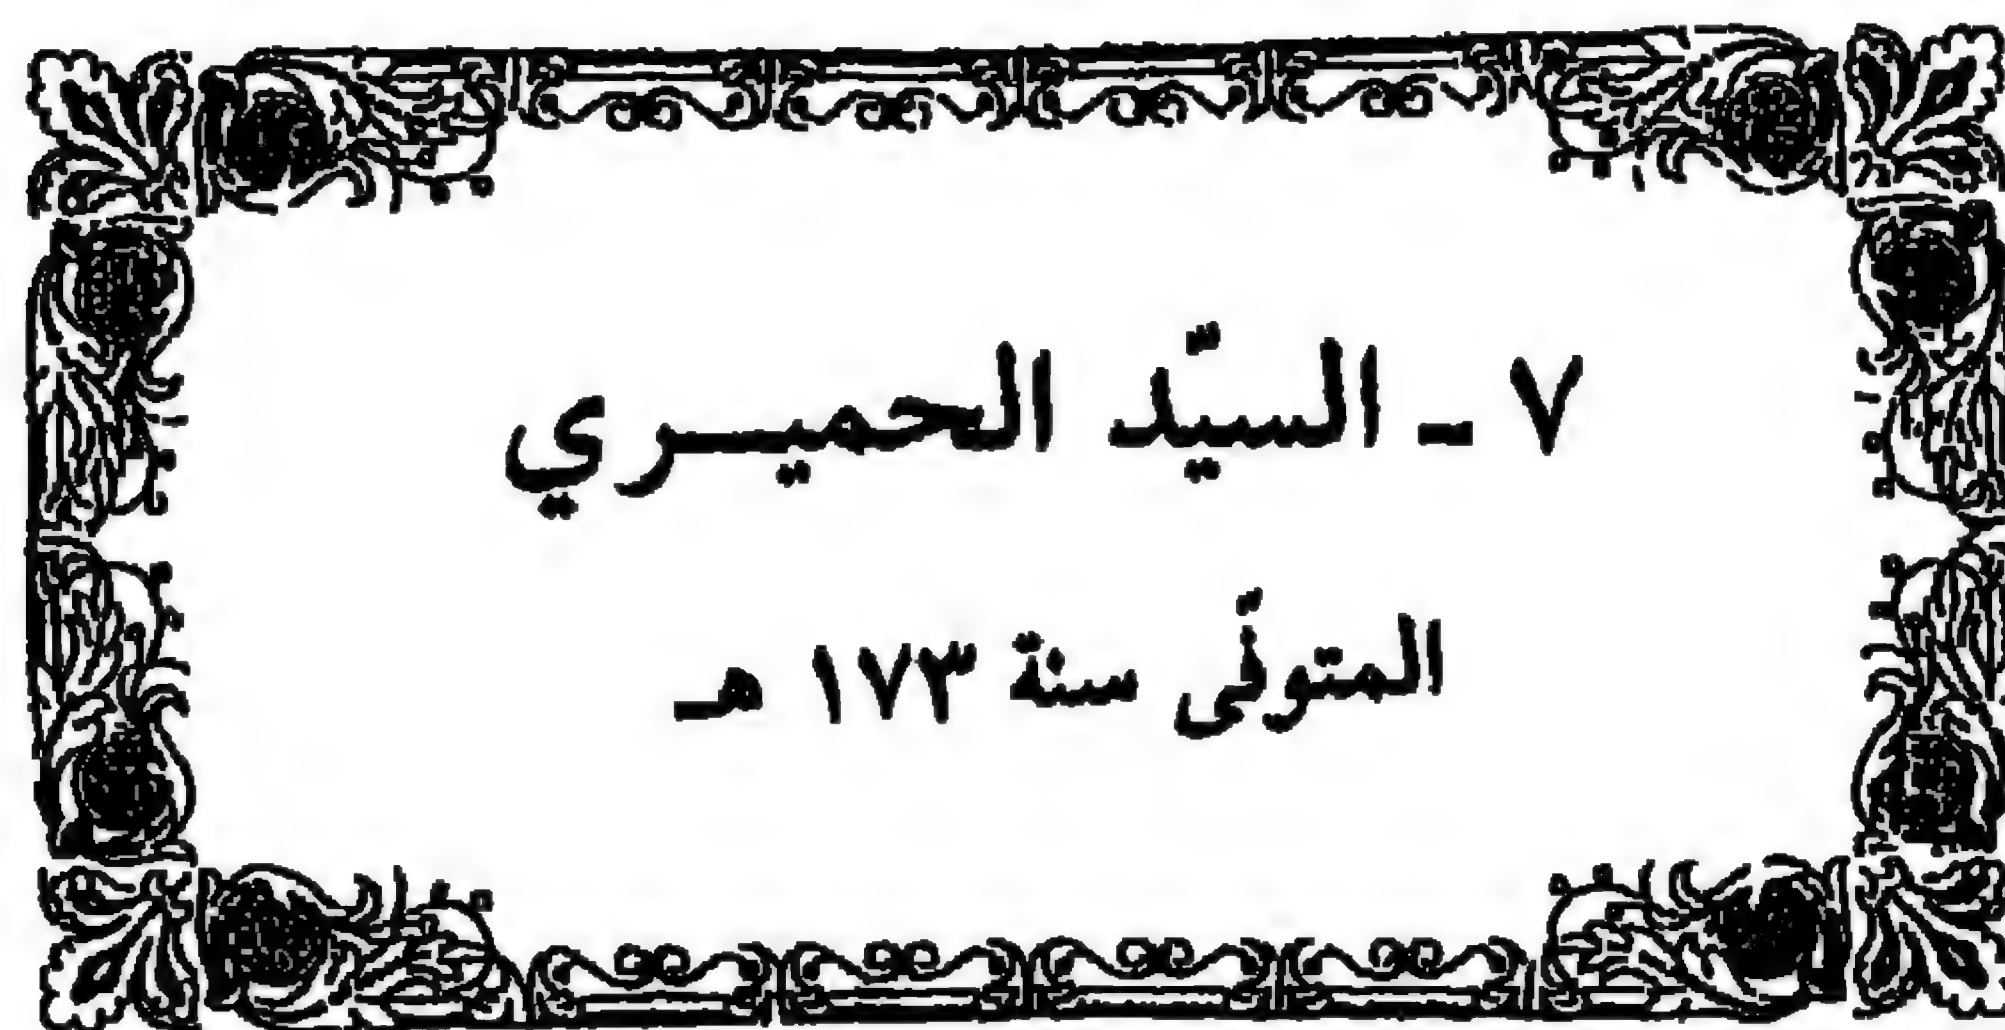 ٧ ـ السيّد الحميـري
المتوفّى سنة ١٧٣ هـ